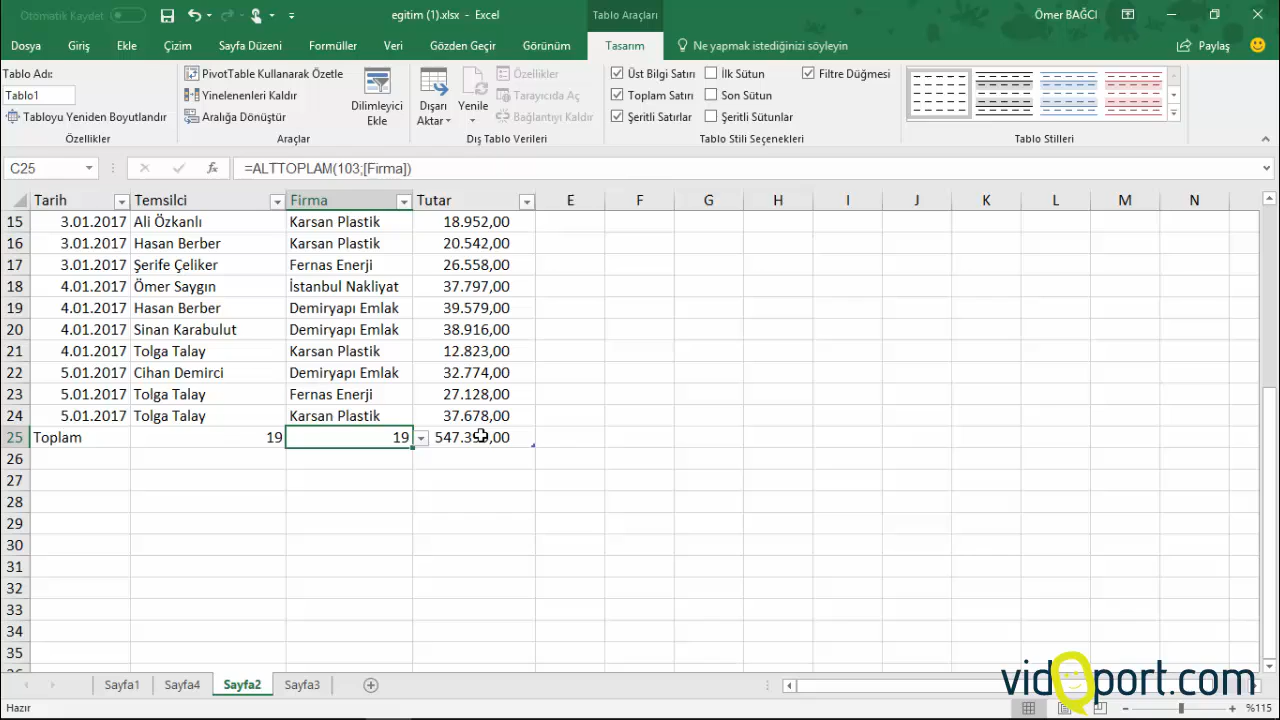 Otomatik Kaydet
egitim (1).xlsx - Excel
Tablo Araçları
Ömer BAĞCI
Dosya Giriş Ekle Çizim Sayfa Düzeni Formüller Veri Gözden Geçir Görünüm Tasarım Ne yapmak istediğinizi söyleyin Paylaş
Tablo Adı:
Tablo1
Tabloyu Yeniden Boyutlandır
Özellikler
PivotTable Kullanarak Özetle
Yinelenenleri Kaldır
Aralığa Dönüştür
Araçlar
Dilimleyici
Ekle
Dışarı
Aktar
Yenile
Özellikler
Tarayıcıda Aç
Bağlantıyı Kaldır
Dış Tablo Verileri
Üst Bilgi Satırı İlk Sütun Filtre Düğmesi
Toplam Satırı Son Sütun
Şeritli Satırlar Şeritli Sütunlar
Tablo Stili Seçenekleri
Tablo Stilleri
C25 fx =ALTTOPLAM(103;[Firma])
Tarih Temsilci Firma Tutar E F G H I J K L M N
15 3.01.2017 Ali Özkanlı Karsan Plastik 18.952,00
16 3.01.2017 Hasan Berber Karsan Plastik 20.542,00
17 3.01.2017 Şerife Çeliker Fernas Enerji 26.558,00
18 4.01.2017 Ömer Saygın İstanbul Nakliyat 37.797,00
19 4.01.2017 Hasan Berber Demiryapı Emlak 39.579,00
20 4.01.2017 Sinan Karabulut Demiryapı Emlak 38.916,00
21 4.01.2017 Tolga Talay Karsan Plastik 12.823,00
22 5.01.2017 Cihan Demirci Demiryapı Emlak 32.774,00
23 5.01.2017 Tolga Talay Fernas Enerji 27.128,00
24 5.01.2017 Tolga Talay Karsan Plastik 37.678,00
25 Toplam 19 19
26
27
28
29
30
31
32
33
34
35
Sayfa1 Sayfa4 Sayfa2 Sayfa3
vidoport.com
Hazır
%115